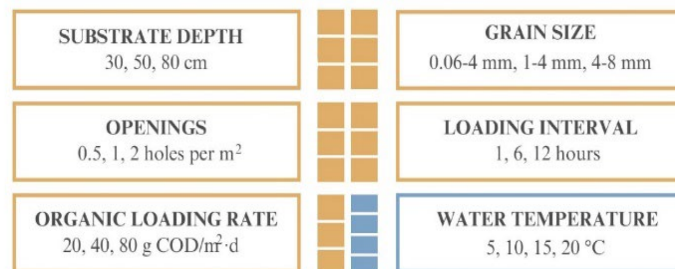 SUBSTRATE DEPTH
30, 50, 80 cm
GRAIN SIZE
0.06-4 mm, 1-4 mm, 4-8 mm
OPENINGS
0.5, 1, 2 holes per m²
LOADING INTERVAL
1, 6, 12 hours
ORGANIC LOADING RATE
20, 40, 80 g COD/m²·d
WATER TEMPERATURE
5, 10, 15, 20 °C